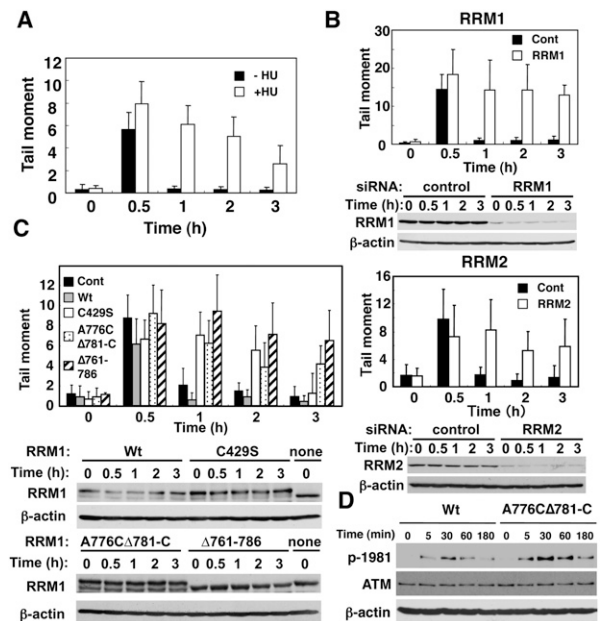 A
Tail moment
12
10
8
6
4
2
0
- HU
+HU
0 0.5 1 2 3
Time (h)
B
RRM1
Tail moment
30
20
10
0
Cont
RRM1
0 0.5 1 2 3
Time (h)
siRNA: control RRM1
Time (h): 0 0.5 1 2 3 0 0.5 1 2 3
RRM1
β-actin
RRM2
Tail moment
16
12
8
4
0
Cont
RRM2
0 0.5 1 2 3
Time (h)
siRNA: control RRM2
Time (h): 0 0.5 1 2 3 0 0.5 1 2 3
RRM2
β-actin
C
Tail moment
12
10
8
6
4
2
0
Cont
Wt
C429S
A776C
Δ781-C
Δ761-
786
0 0.5 1 2 3
Time (h)
RRM1: Wt C429S none
Time (h): 0 0.5 1 2 3 0 0.5 1 2 3 0
RRM1
β-actin
RRM1: A776CΔ781-C Δ761-786 none
Time (h): 0 0.5 1 2 3 0 0.5 1 2 3 0
RRM1
β-actin
D
Wt A776CΔ781-C
Time (min) 0 5 30 60 180 0 5 30 60 180
p-1981
ATM
β-actin